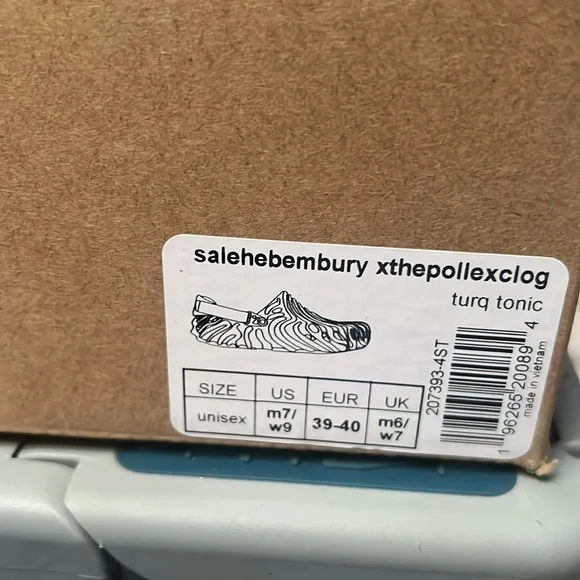 salehebembury xthepollexclog
turq tonic
SIZE US EUR UK
unisex m7/ w9 39-40 m6/ w7
207393-4ST
1 96265 20089 4
made in vietnam